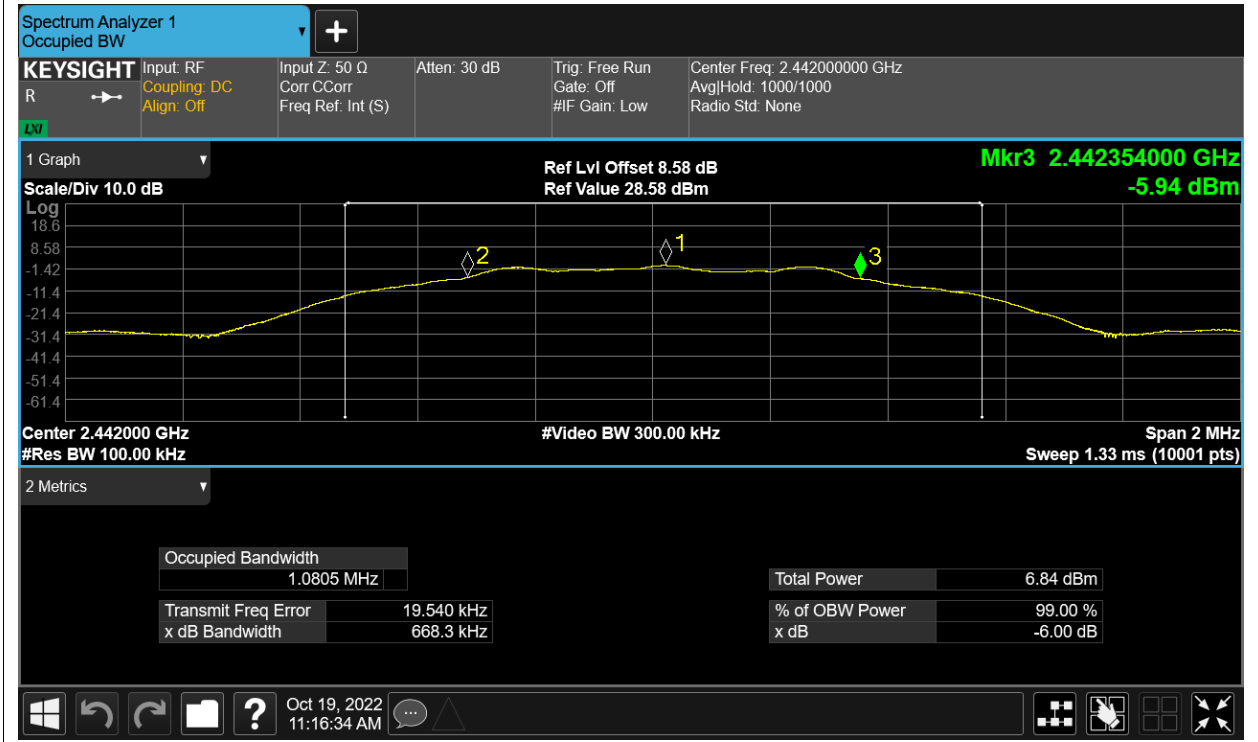 Spectrum Analyzer 1
Occupied BW
KEYSIGHT
R
LXI
Input: RF
Coupling: DC
Align: Off
Input Z: 50 Ω
Corr CCorr
Freq Ref: Int (S)
Atten: 30 dB
Trig: Free Run
Gate: Off
#IF Gain: Low
Center Freq: 2.442000000 GHz
Avg|Hold: 1000/1000
Radio Std: None
1 Graph
Scale/Div 10.0 dB
Ref Lvl Offset 8.58 dB
Ref Value 28.58 dBm
Mkr3 2.442354000 GHz
-5.94 dBm
Log
18.6
8.58
-1.42
-11.4
-21.4
-31.4
-41.4
-51.4
-61.4
2
1
3
Center 2.442000 GHz
#Res BW 100.00 kHz
#Video BW 300.00 kHz
Span 2 MHz
Sweep 1.33 ms (10001 pts)
2 Metrics
Occupied Bandwidth
1.0805 MHz
Transmit Freq Error 19.540 kHz
x dB Bandwidth 668.3 kHz
Total Power 6.84 dBm
% of OBW Power 99.00 %
x dB -6.00 dB
?
Oct 19, 2022
11:16:34 AM